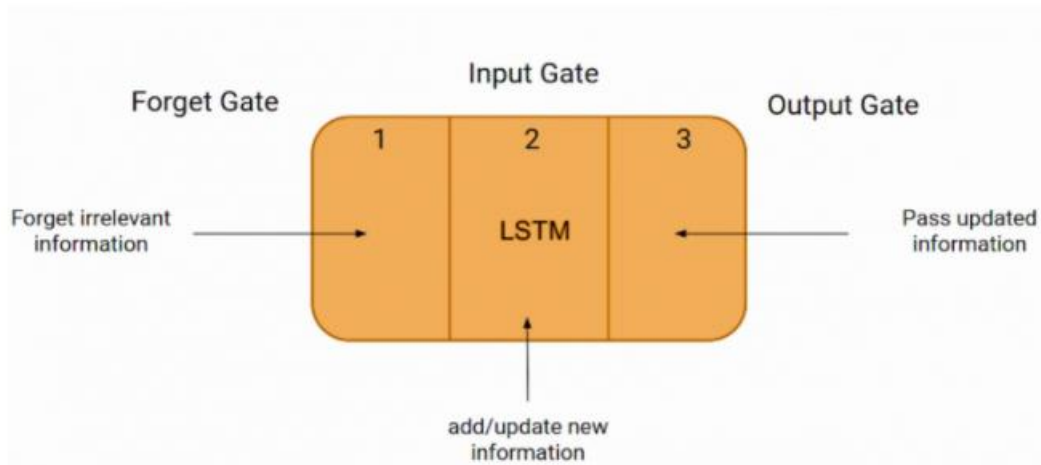 Input Gate
Forget Gate
Output Gate
1
2
3
Forget irrelevant
information
LSTM
Pass updated
information
add/update new
information